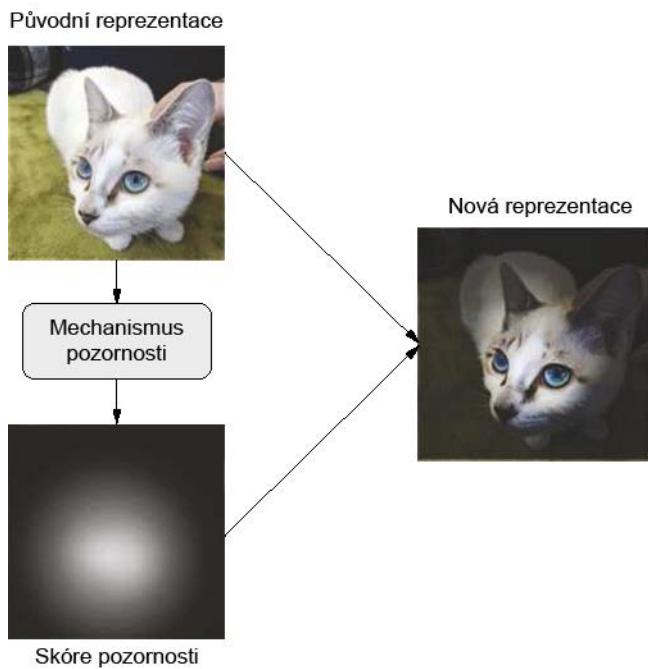 Původní reprezentace
Mechanismus
pozornosti
Skóre pozornosti
Nová reprezentace